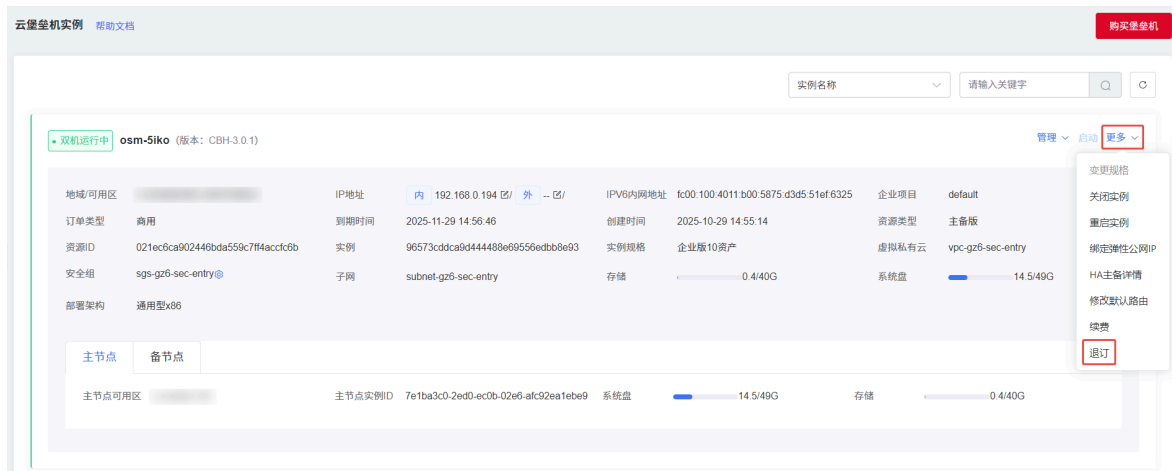 云堡垒机实例 帮助文档 购买堡垒机
实例名称 请输入关键字
双机运行中 osm-5iko (版本：CBH-3.0.1) 管理 启动 更多
变更规格
关闭实例
重启实例
绑定弹性公网IP
HA主备详情
修改默认路由
续费
退订
地域/可用区 IP地址 内 192.168.0.194 / 外 -- / IPV6内网地址 fc00:100:4011:b00:5875:d3d5:51ef:6325 企业项目 default
订单类型 商用 到期时间 2025-11-29 14:56:46 创建时间 2025-10-29 14:55:14 资源类型 主备版
资源ID 021ec6ca902446bda559c7ff4accfc6b 实例 96573cddca9d444488e69556edbb8e93 实例规格 企业版10资产 虚拟私有云 vpc-gz6-sec-entry
安全组 sgs-gz6-sec-entry 子网 subnet-gz6-sec-entry 存储 0.4/40G 系统盘 14.5/49G
部署架构 通用型x86
主节点 备节点
主节点可用区 主节点实例ID 7e1ba3c0-2ed0-ec0b-02e6-afc92ea1ebe9 系统盘 14.5/49G 存储 0.4/40G